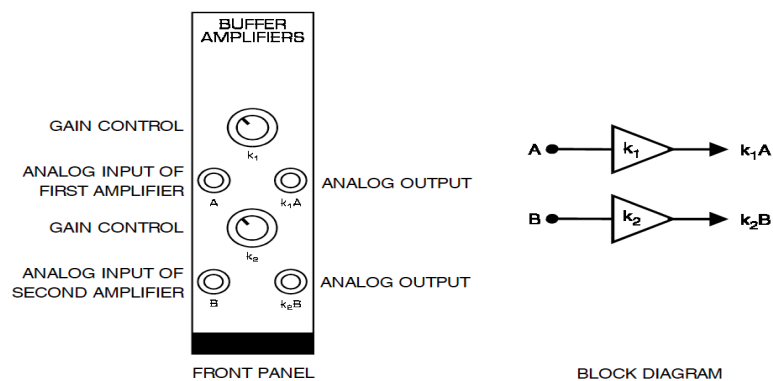 BUFFER
AMPLIFIERS
GAIN CONTROL
k₁
ANALOG INPUT OF
FIRST AMPLIFIER
A
k₁A
ANALOG OUTPUT
GAIN CONTROL
k₂
ANALOG INPUT OF
SECOND AMPLIFIER
B
k₂B
ANALOG OUTPUT
FRONT PANEL
A k₁ k₁A
B k₂ k₂B
BLOCK DIAGRAM